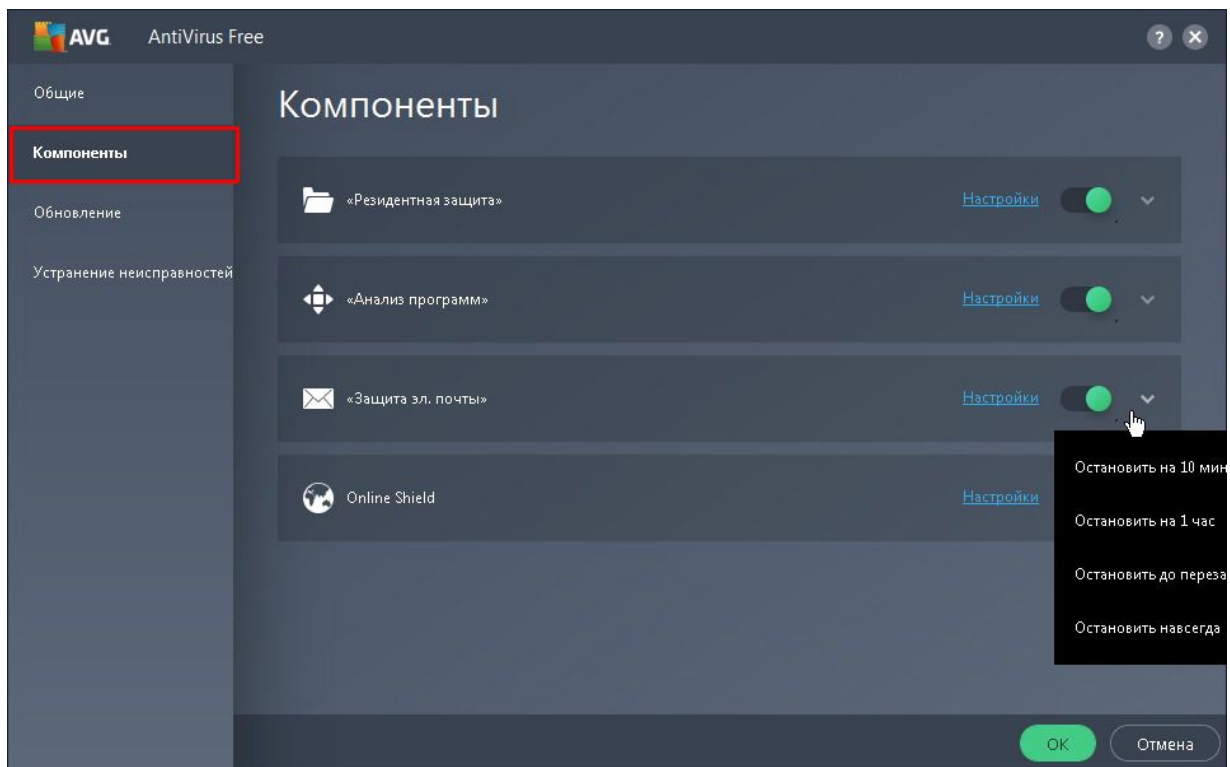 AVG AntiVirus Free
?
Общие
Компоненты
Обновление
Устранение неисправностей
Компоненты
«Резидентная защита» Настройки
«Анализ программ» Настройки
«Защита эл. почты» Настройки
Online Shield Настройки
Остановить на 10 мин
Остановить на 1 час
Остановить до переза
Остановить навсегда
ОК Отмена